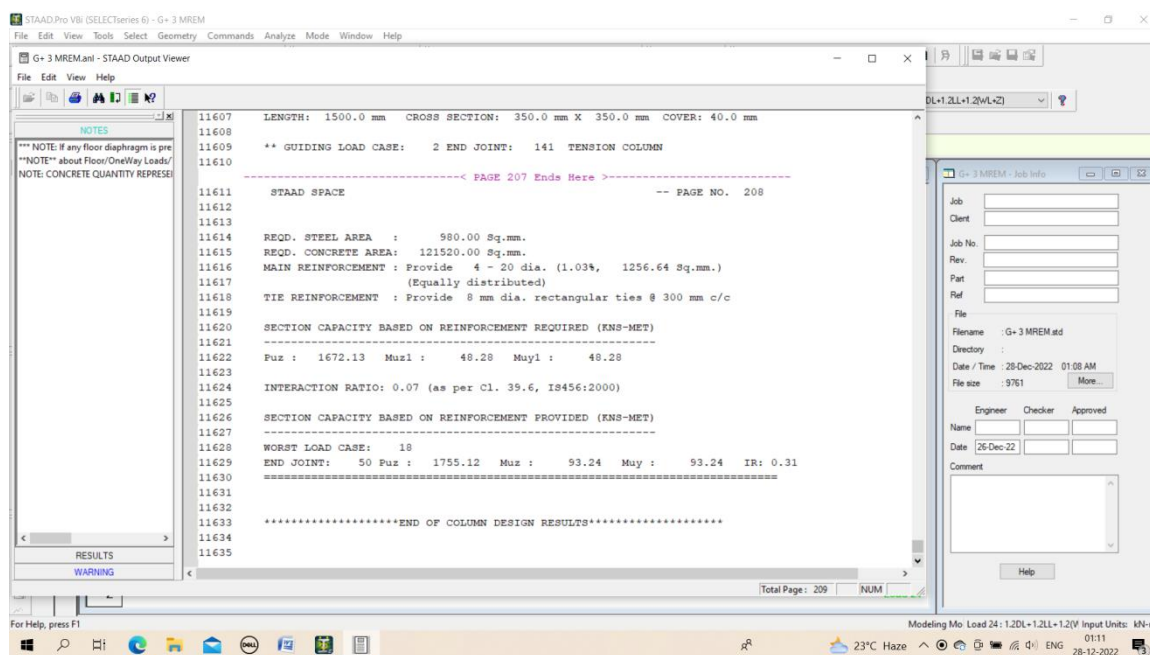 STAAD.Pro V8i (SELECTseries 6) - G+ 3 MREM
File Edit View Tools Select Geometry Commands Analyze Mode Window Help
G+ 3 MREM.anl - STAAD Output Viewer
File Edit View Help
DL+1.2LL+1.2(WL+Z)
NOTES
*** NOTE: If any floor diaphragm is pre
**NOTE** about Floor/OneWay Loads/
NOTE: CONCRETE QUANTITY REPRESE
RESULTS
WARNING
11607 LENGTH: 1500.0 mm CROSS SECTION: 350.0 mm X 350.0 mm COVER: 40.0 mm
11608
11609 ** GUIDING LOAD CASE: 2 END JOINT: 141 TENSION COLUMN
11610
------------------------------< PAGE 207 Ends Here >---------------------------
11611 STAAD SPACE -- PAGE NO. 208
11612
11613
11614 REQD. STEEL AREA : 980.00 Sq.mm.
11615 REQD. CONCRETE AREA: 121520.00 Sq.mm.
11616 MAIN REINFORCEMENT : Provide 4 - 20 dia. (1.03%, 1256.64 Sq.mm.)
11617 (Equally distributed)
11618 TIE REINFORCEMENT : Provide 8 mm dia. rectangular ties @ 300 mm c/c
11619
11620 SECTION CAPACITY BASED ON REINFORCEMENT REQUIRED (KNS-MET)
11621 ----------------------------------------------------------
11622 Puz : 1672.13 Muz1 : 48.28 Muy1 : 48.28
11623
11624 INTERACTION RATIO: 0.07 (as per Cl. 39.6, IS456:2000)
11625
11626 SECTION CAPACITY BASED ON REINFORCEMENT PROVIDED (KNS-MET)
11627 ----------------------------------------------------------
11628 WORST LOAD CASE: 18
11629 END JOINT: 50 Puz : 1755.12 Muz : 93.24 Muy : 93.24 IR: 0.31
11630 ============================================================================
11631
11632
11633 ********************END OF COLUMN DESIGN RESULTS********************
11634
11635
Total Page : 209 NUM
G+ 3 MREM - Job Info
Job
Client
Job No.
Rev.
Part
Ref
File
Filename : G+ 3 MREM.std
Directory :
Date / Time : 28-Dec-2022 01:08 AM
File size : 9761 More...
Engineer Checker Approved
Name
Date 26-Dec-22
Comment
Help
For Help, press F1
Modeling Mo Load 24 : 1.2DL+1.2LL+1.2(V Input Units: kN-
DELL
23°C Haze ENG 01:11
28-12-2022